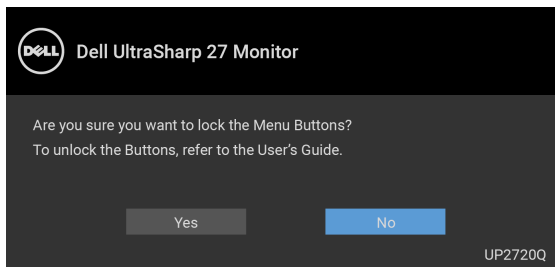 DELL
Dell UltraSharp 27 Monitor
Are you sure you want to lock the Menu Buttons?
To unlock the Buttons, refer to the User's Guide.
Yes
No
UP2720Q